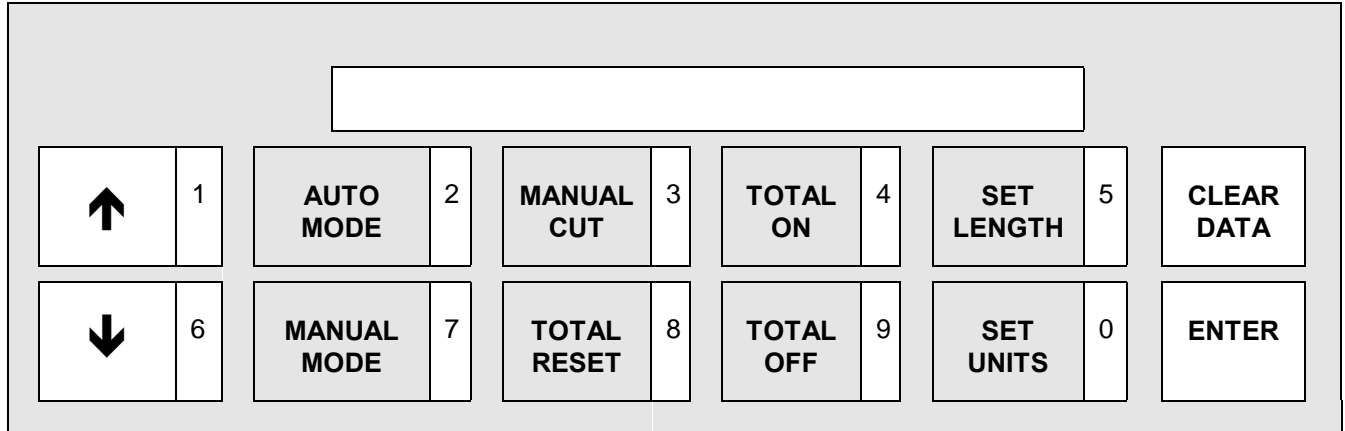 ↑ 1 AUTO MODE 2 MANUAL CUT 3 TOTAL ON 4 SET LENGTH 5 CLEAR DATA
↓ 6 MANUAL MODE 7 TOTAL RESET 8 TOTAL OFF 9 SET UNITS 0 ENTER